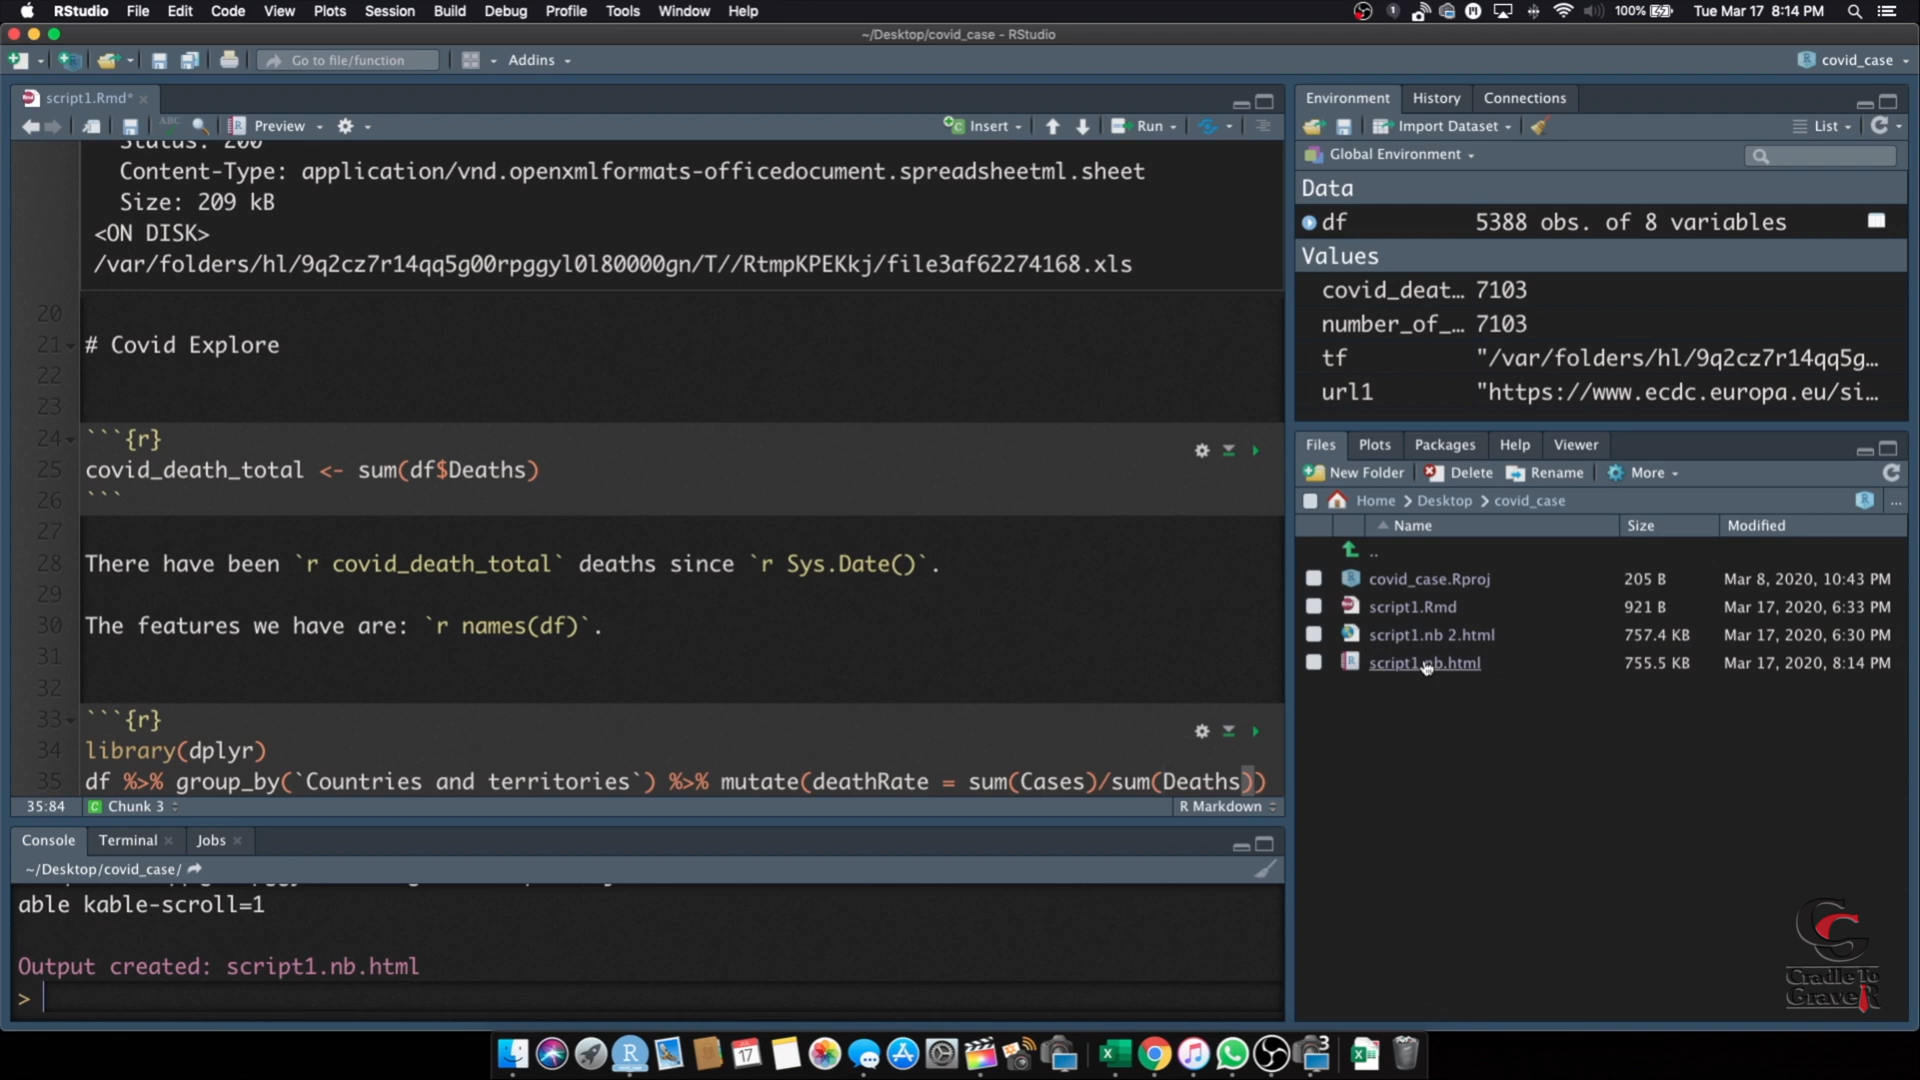 RStudio File Edit Code View Plots Session Build Debug Profile Tools Window Help
100% Tue Mar 17 8:14 PM
~/Desktop/covid_case - RStudio
Go to file/function Addins covid_case
script1.Rmd*
Preview Insert Run
Status: 200
Content-Type: application/vnd.openxmlformats-officedocument.spreadsheetml.sheet
Size: 209 kB
<ON DISK>
/var/folders/hl/9q2cz7r14qq5g00rpggyl0l80000gn/T//RtmpKPEKkj/file3af62274168.xls
20
21 # Covid Explore
22
23
24 ```{r}
25 covid_death_total <- sum(df$Deaths)
26 ```
27
28 There have been `r covid_death_total` deaths since `r Sys.Date()`.
29
30 The features we have are: `r names(df)`.
31
32
33 ```{r}
34 library(dplyr)
35 df %>% group_by(`Countries and territories`) %>% mutate(deathRate = sum(Cases)/sum(Deaths))
35:84 Chunk 3 R Markdown
Console Terminal Jobs
~/Desktop/covid_case/
able kable-scroll=1
Output created: script1.nb.html
>
Environment History Connections
Import Dataset List
Global Environment
Data
df 5388 obs. of 8 variables
Values
covid_deat… 7103
number_of_… 7103
tf "/var/folders/hl/9q2cz7r14qq5g…
url1 "https://www.ecdc.europa.eu/si…
Files Plots Packages Help Viewer
New Folder Delete Rename More
Home Desktop covid_case ...
Name Size Modified
..
covid_case.Rproj 205 B Mar 8, 2020, 10:43 PM
script1.Rmd 921 B Mar 17, 2020, 6:33 PM
script1.nb 2.html 757.4 KB Mar 17, 2020, 6:30 PM
script1.nb.html 755.5 KB Mar 17, 2020, 8:14 PM
Cradle To
GraveR
17
3